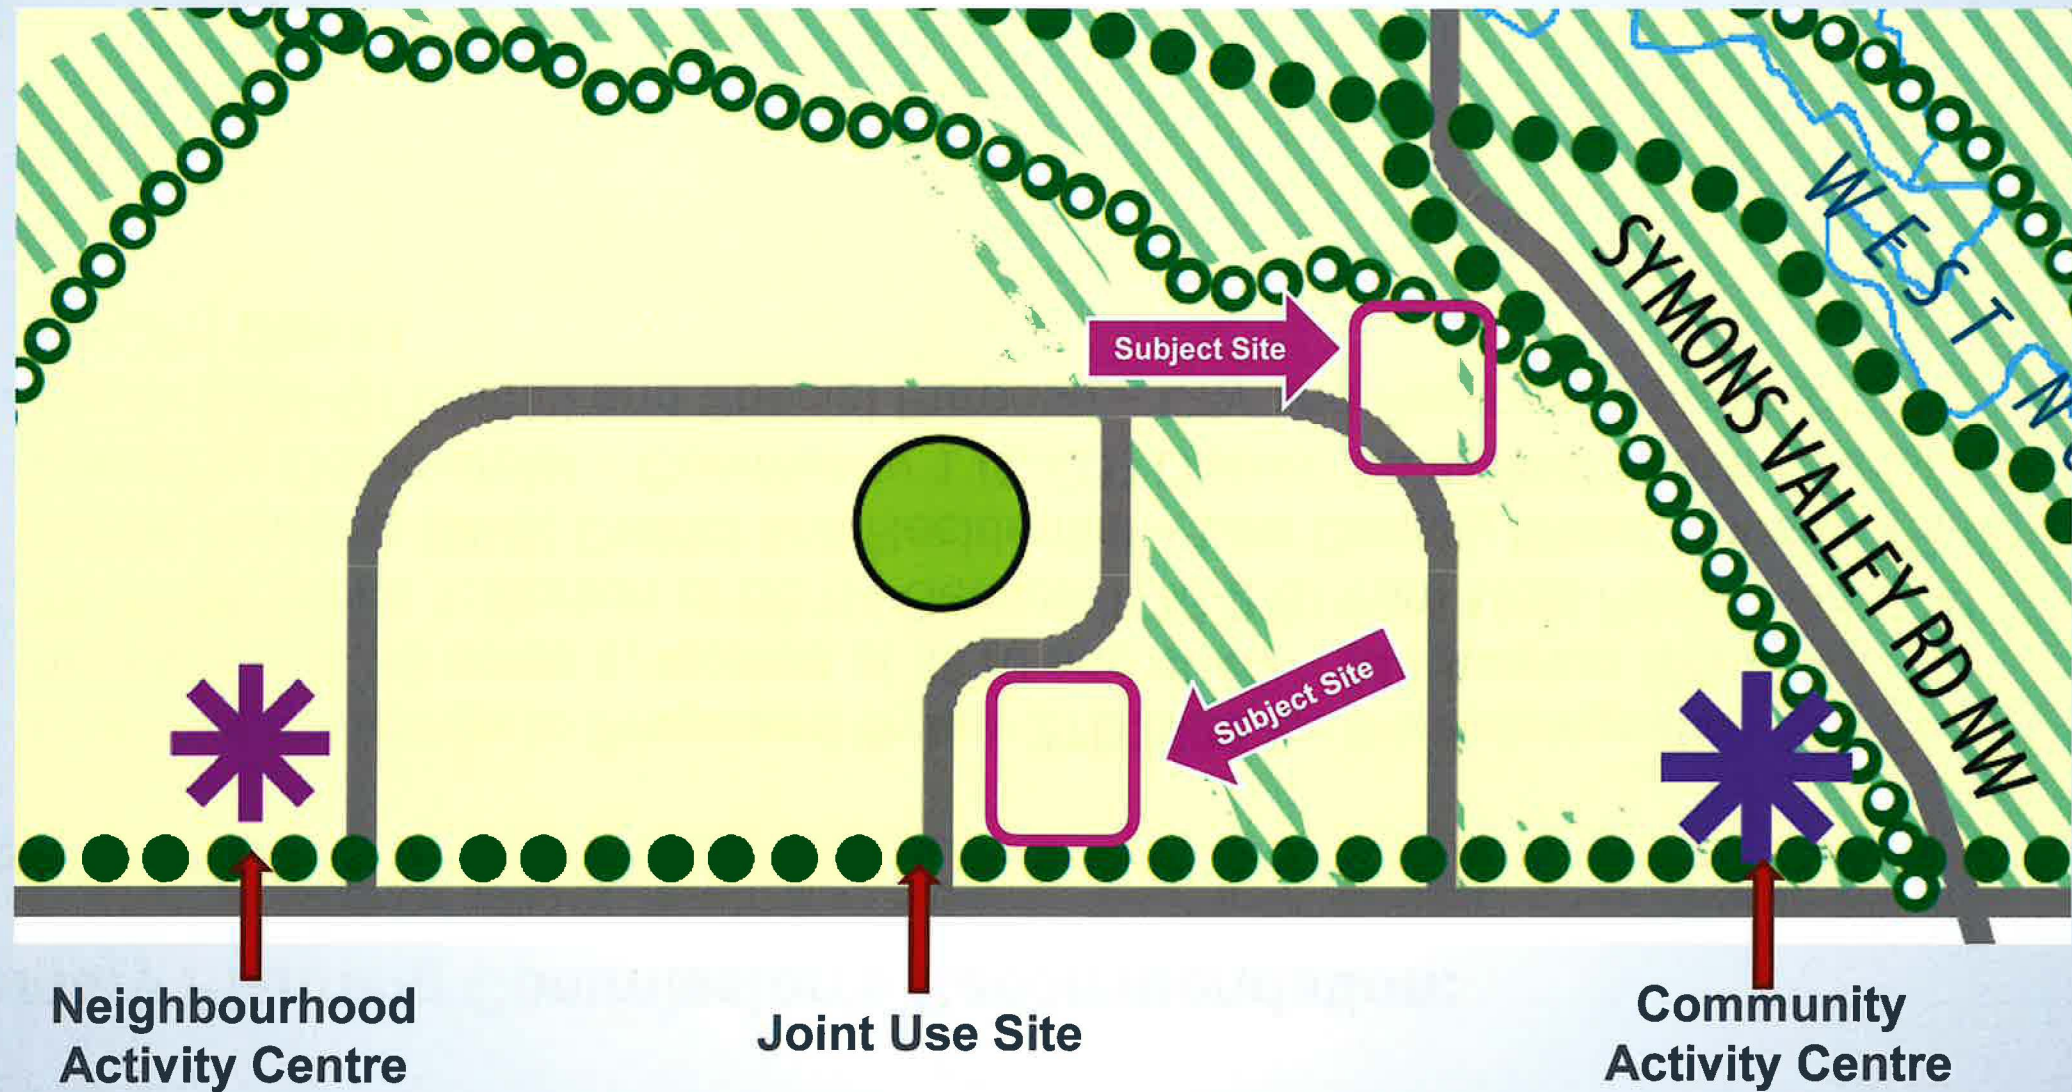 Subject Site
SYMONS VALLEY RD NW
WEST N
Subject Site
Neighbourhood
Activity Centre
Joint Use Site
Community
Activity Centre